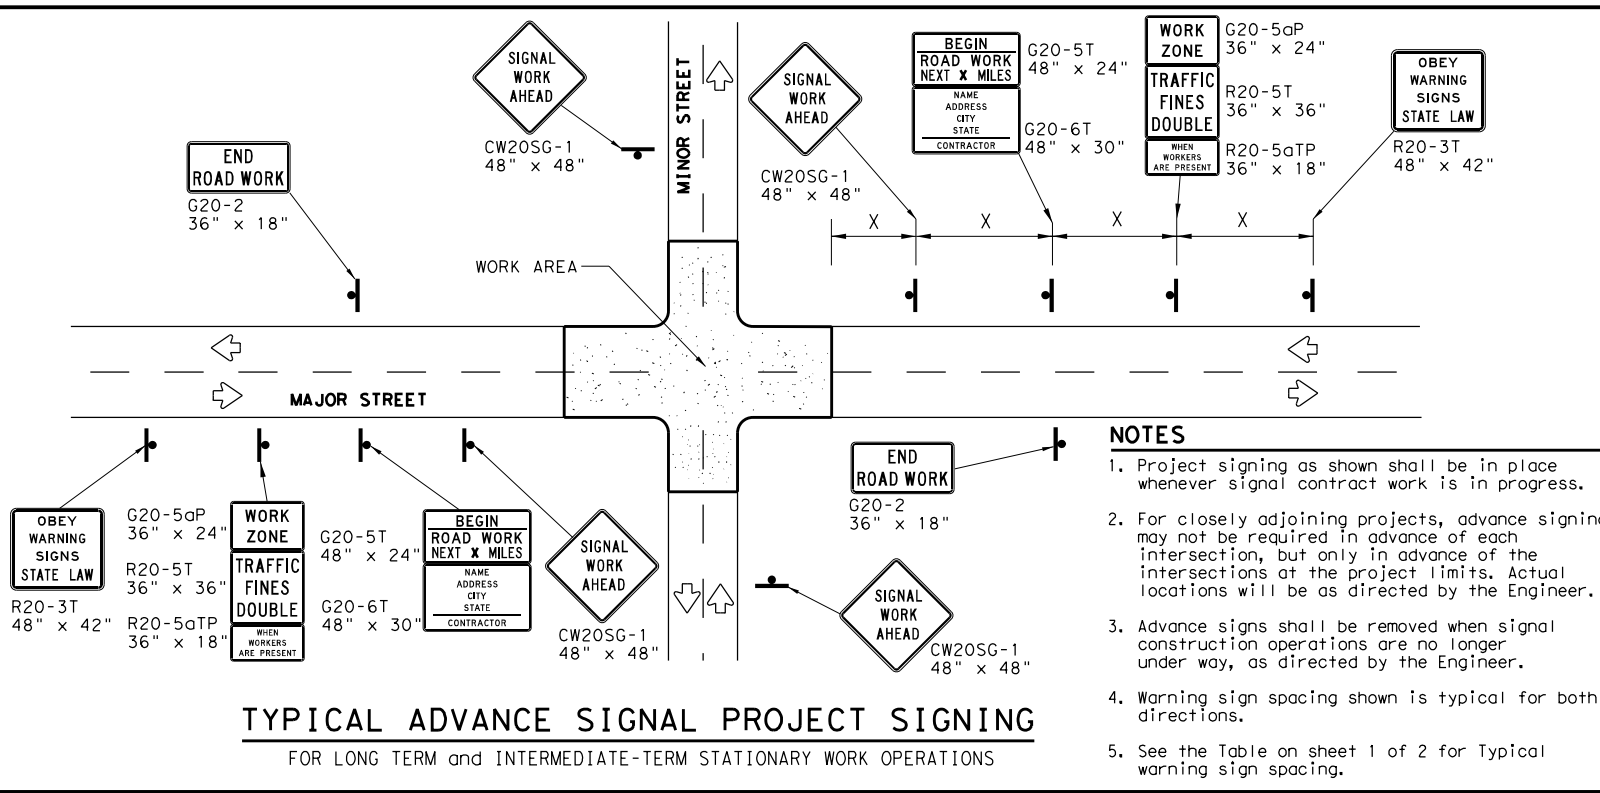 SIGNAL
WORK
AHEAD
CW20SG-1
48" x 48"
END
ROAD WORK
G20-2
36" x 18"
MINOR STREET
SIGNAL
WORK
AHEAD
CW20SG-1
48" x 48"
BEGIN
ROAD WORK
NEXT X MILES
NAME
ADDRESS
CITY
STATE
CONTRACTOR
G20-5T
48" x 24"
G20-6T
48" x 30"
WORK
ZONE
TRAFFIC
FINES
DOUBLE
WHEN
WORKERS
ARE PRESENT
G20-5aP
36" x 24"
R20-5T
36" x 36"
R20-5aTP
36" x 18"
OBEY
WARNING
SIGNS
STATE LAW
R20-3T
48" x 42"
X
X
X
X
WORK AREA
MAJOR STREET
OBEY
WARNING
SIGNS
STATE LAW
R20-3T
48" x 42"
G20-5aP
36" x 24"
R20-5T
36" x 36"
R20-5aTP
36" x 18"
WORK
ZONE
TRAFFIC
FINES
DOUBLE
WHEN
WORKERS
ARE PRESENT
G20-5T
48" x 24"
G20-6T
48" x 30"
BEGIN
ROAD WORK
NEXT X MILES
NAME
ADDRESS
CITY
STATE
CONTRACTOR
SIGNAL
WORK
AHEAD
CW20SG-1
48" x 48"
END
ROAD WORK
G20-2
36" x 18"
SIGNAL
WORK
AHEAD
CW20SG-1
48" x 48"
TYPICAL ADVANCE SIGNAL PROJECT SIGNING
FOR LONG TERM and INTERMEDIATE-TERM STATIONARY WORK OPERATIONS
NOTES
1. Project signing as shown shall be in place
whenever signal contract work is in progress.
2. For closely adjoining projects, advance signing
may not be required in advance of each
intersection, but only in advance of the
intersections at the project limits. Actual
locations will be as directed by the Engineer.
3. Advance signs shall be removed when signal
construction operations are no longer
under way, as directed by the Engineer.
4. Warning sign spacing shown is typical for both
directions.
5. See the Table on sheet 1 of 2 for Typical
warning sign spacing.